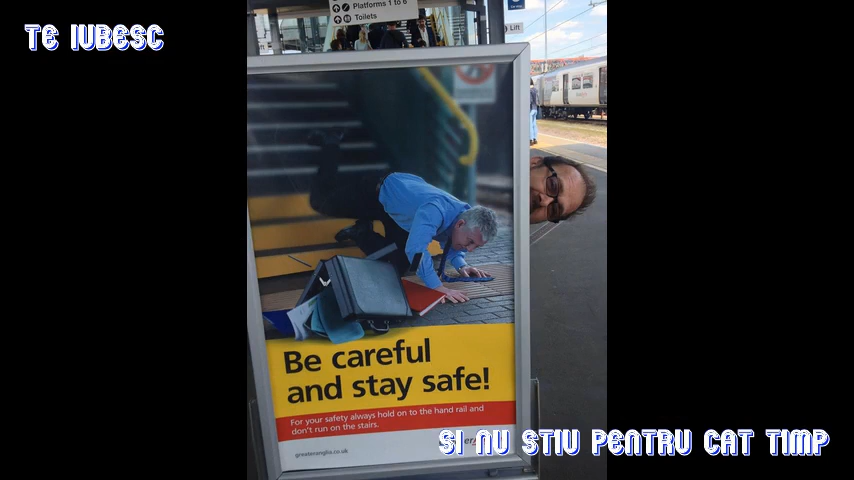 Platforms 1 to 6
Toilets
Lift
TE IUBESC
Be careful
and stay safe!
For your safety always hold on to the hand rail and
don't run on the stairs.
SI NU STIU PENTRU CAT TIMP
greateranglia.co.uk